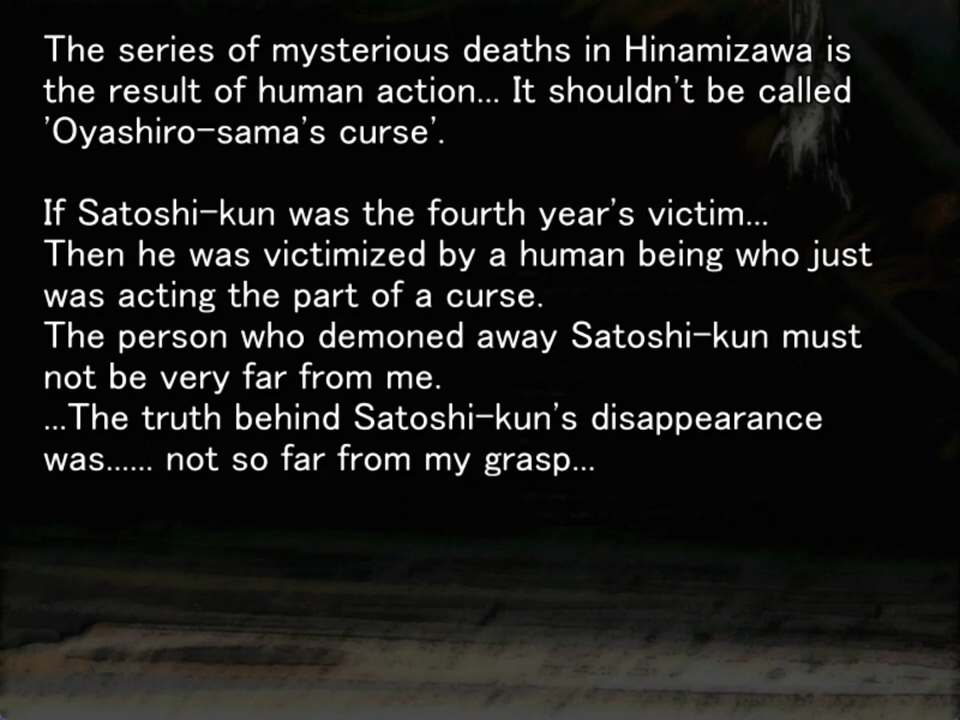 The series of mysterious deaths in Hinamizawa is
the result of human action... It shouldn't be called
'Oyashiro-sama's curse'.
If Satoshi-kun was the fourth year's victim...
Then he was victimized by a human being who just
was acting the part of a curse.
The person who demoned away Satoshi-kun must
not be very far from me.
...The truth behind Satoshi-kun's disappearance
was...... not so far from my grasp...